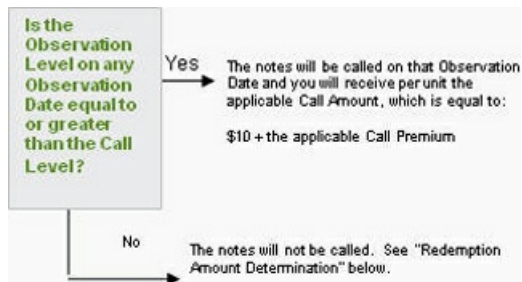 Is the
Observation
Level on any
Observation
Date equal to
or greater
than the Call
Level?
Yes
The notes will be called on that Observation
Date and you will receive per unit the
applicable Call Amount, which is equal to:
$10 + the applicable Call Premium
No
The notes will not be called. See "Redemption
Amount Determination" below.